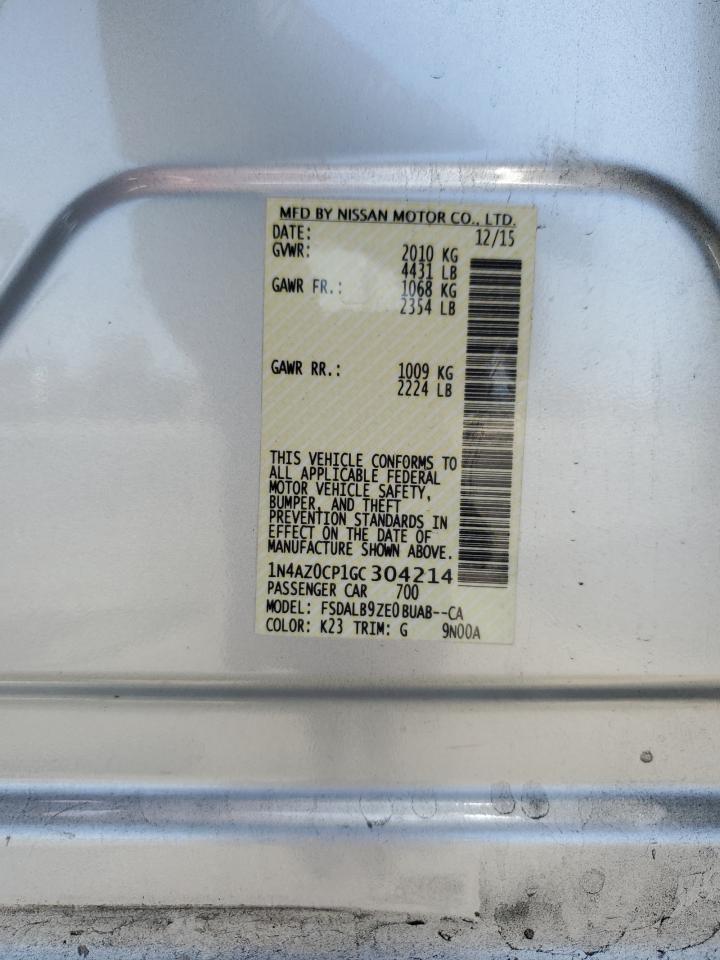 MFD BY NISSAN MOTOR CO., LTD.
DATE: 12/15
GVWR: 2010 KG
4431 LB
GAWR FR.: 1068 KG
2354 LB
GAWR RR.: 1009 KG
2224 LB
THIS VEHICLE CONFORMS TO
ALL APPLICABLE FEDERAL
MOTOR VEHICLE SAFETY,
BUMPER, AND THEFT
PREVENTION STANDARDS IN
EFFECT ON THE DATE OF
MANUFACTURE SHOWN ABOVE.
1N4AZ0CP1GC304214
PASSENGER CAR 700
MODEL: FSDALB9ZE0BUAB--CA
COLOR: K23 TRIM: G 9N00A